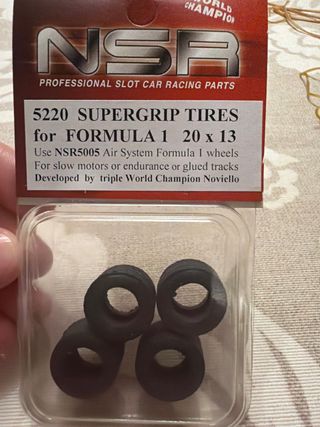 WORLD
CHAMPION
NSR
PROFESSIONAL SLOT CAR RACING PARTS
5220 SUPERGRIP TIRES
for FORMULA 1 20 x 13
Use NSR5005 Air System Formula 1 wheels
For slow motors or endurance or glued tracks
Developed by triple World Champion Noviello